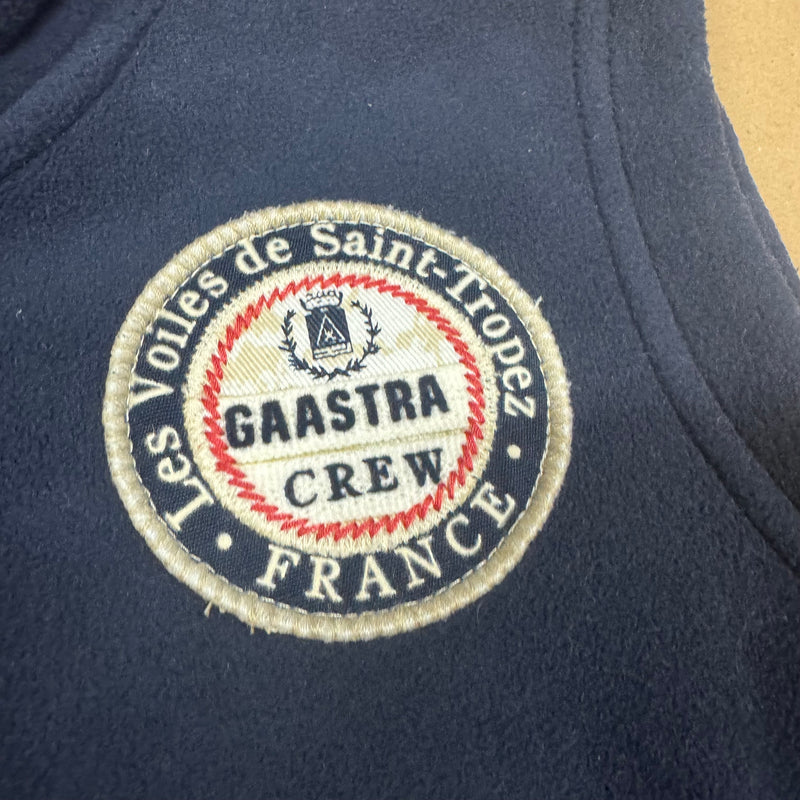 Les Voiles de Saint-Tropez
GAASTRA
CREW
• FRANCE •